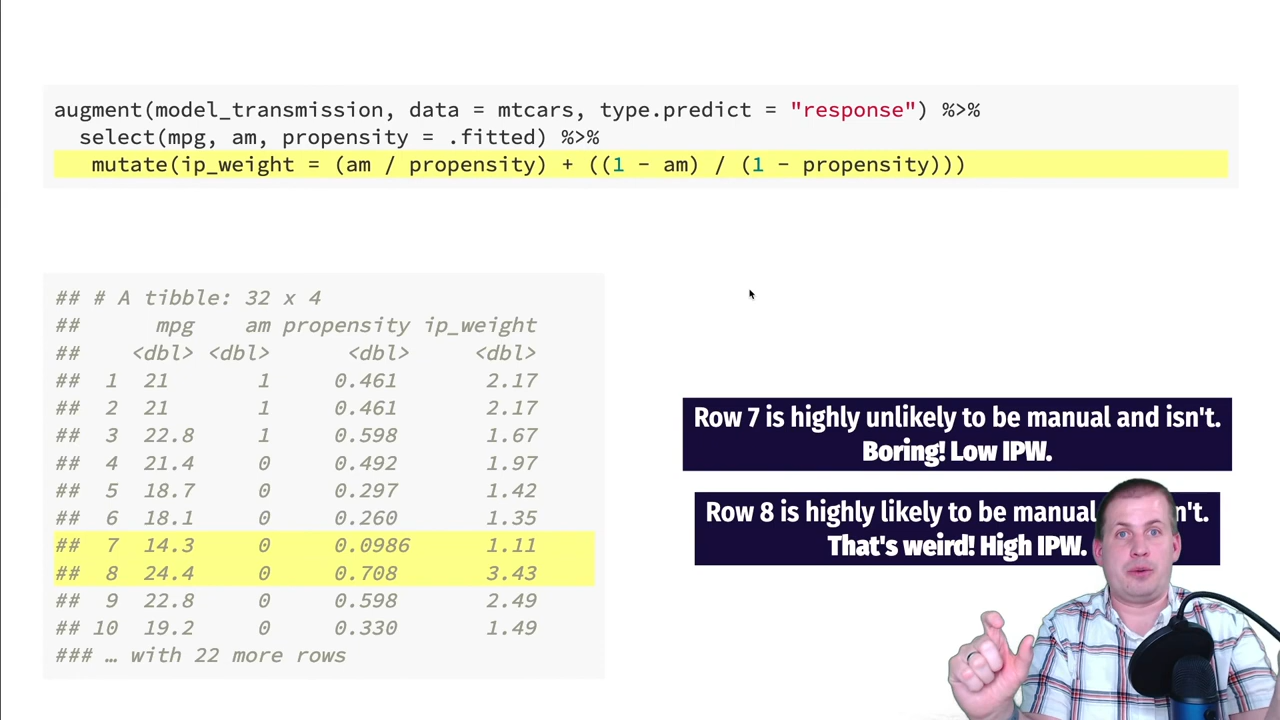 augment(model_transmission, data = mtcars, type.predict = "response") %>%
select(mpg, am, propensity = .fitted) %>%
mutate(ip_weight = (am / propensity) + ((1 - am) / (1 - propensity)))
## # A tibble: 32 x 4
## mpg am propensity ip_weight
## <dbl> <dbl> <dbl> <dbl>
## 1 21 1 0.461 2.17
## 2 21 1 0.461 2.17
## 3 22.8 1 0.598 1.67
## 4 21.4 0 0.492 1.97
## 5 18.7 0 0.297 1.42
## 6 18.1 0 0.260 1.35
## 7 14.3 0 0.0986 1.11
## 8 24.4 0 0.708 3.43
## 9 22.8 0 0.598 2.49
## 10 19.2 0 0.330 1.49
### … with 22 more rows
Row 7 is highly unlikely to be manual and isn't.
Boring! Low IPW.
Row 8 is highly likely to be manual
That's weird! High IPW.